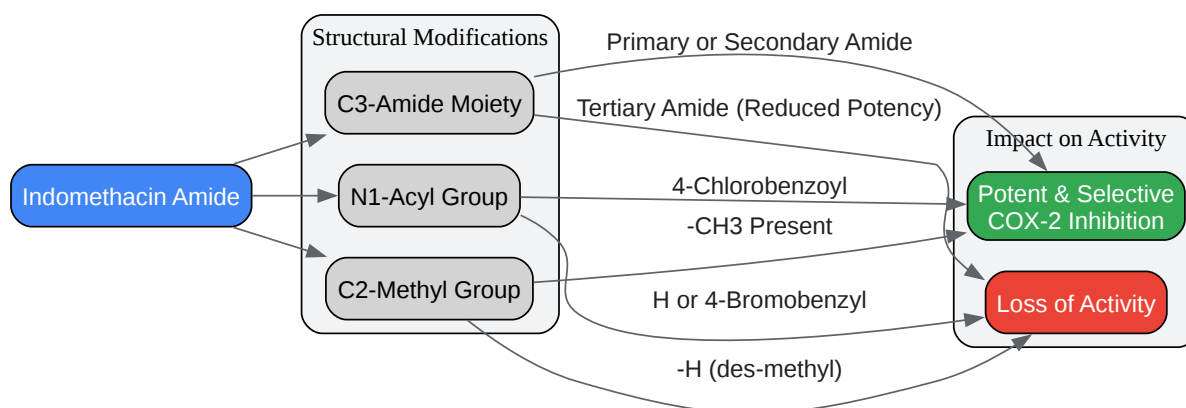 Structural Modifications
Primary or Secondary Amide
C3-Amide Moiety
Tertiary Amide (Reduced Potency)
Impact on Activity
Indomethacin Amide
N1-Acyl Group
4-Chlorobenzoyl
Potent & Selective
COX-2 Inhibition
-CH3 Present
C2-Methyl Group
H or 4-Bromobenzyl
Loss of Activity
-H (des-methyl)